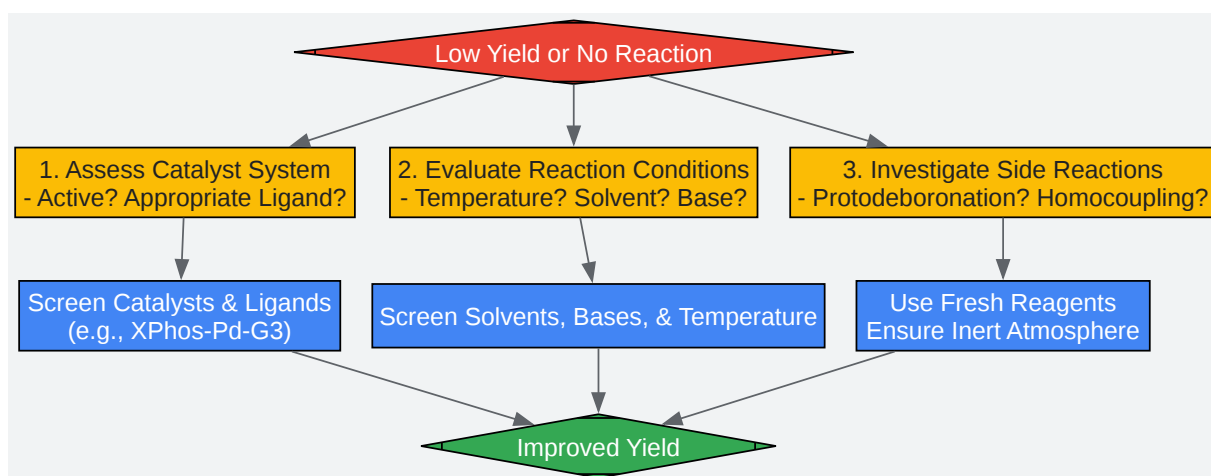 Low Yield or No Reaction
1. Assess Catalyst System
- Active? Appropriate Ligand?
2. Evaluate Reaction Conditions
- Temperature? Solvent? Base?
3. Investigate Side Reactions
- Protodeboronation? Homocoupling?
Screen Catalysts & Ligands
(e.g., XPhos-Pd-G3)
Screen Solvents, Bases, & Temperature
Use Fresh Reagents
Ensure Inert Atmosphere
Improved Yield